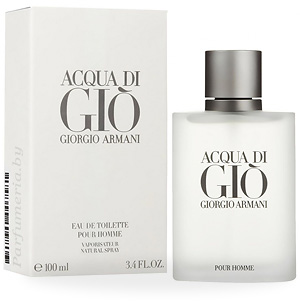 ACQUA DI
GIÒ
GIORGIO ARMANI
EAU DE TOILETTE
POUR HOMME
VAPORISATEUR
NATURAL SPRAY
℮ 100 ml 3.4 FL.OZ.
Parfumeria.by
ACQUA DI
GIÒ
GIORGIO ARMANI
POUR HOMME